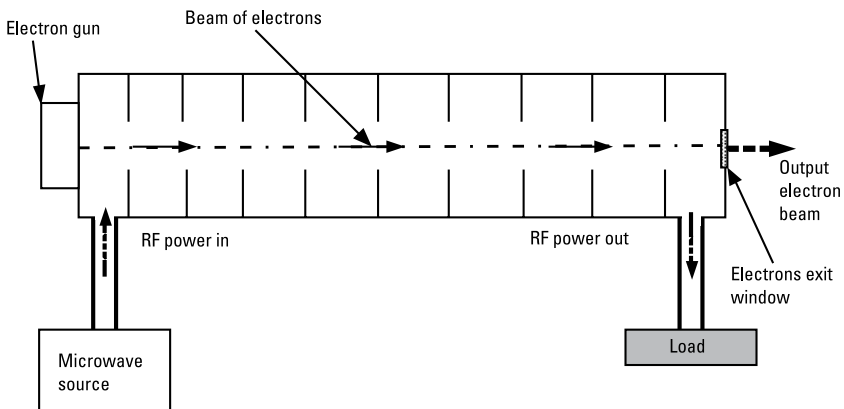 Electron gun
Beam of electrons
Output
electron
beam
RF power in
RF power out
Electrons exit
window
Microwave
source
Load